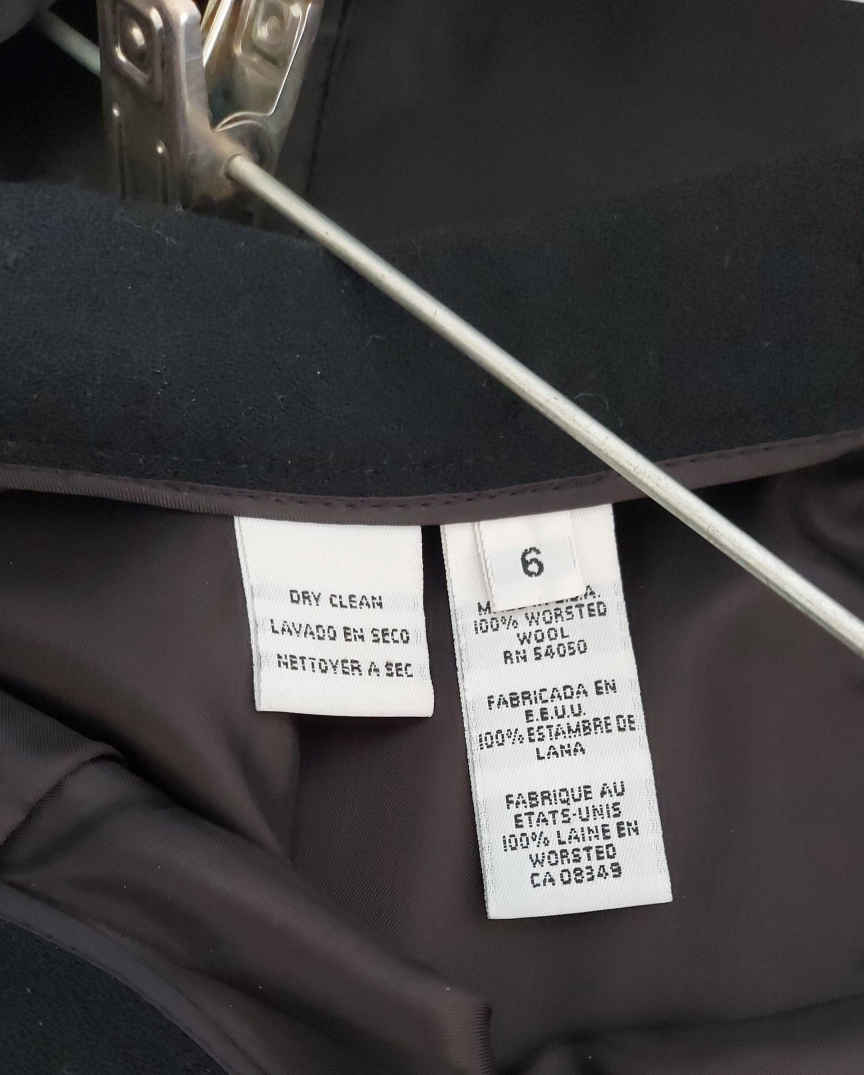 DRY CLEAN
LAVADO EN SECO
NETTOYER A SEC
6
100% WORSTED
WOOL
RN 54050
FABRICADA EN
E.E.U.U.
100% ESTAMBRE DE
LANA
FABRIQUE AU
ETATS-UNIS
100% LAINE EN
WORSTED
CA 08349